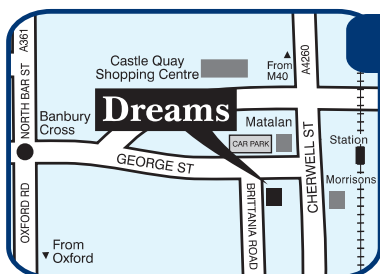 A361
NORTH BAR ST
Castle Quay
Shopping Centre
From
M40
A4260
Banbury
Cross
Dreams
Matalan
CAR PARK
Station
GEORGE ST
CHERWELL ST
Morrisons
OXFORD RD
BRITTANIA ROAD
From
Oxford